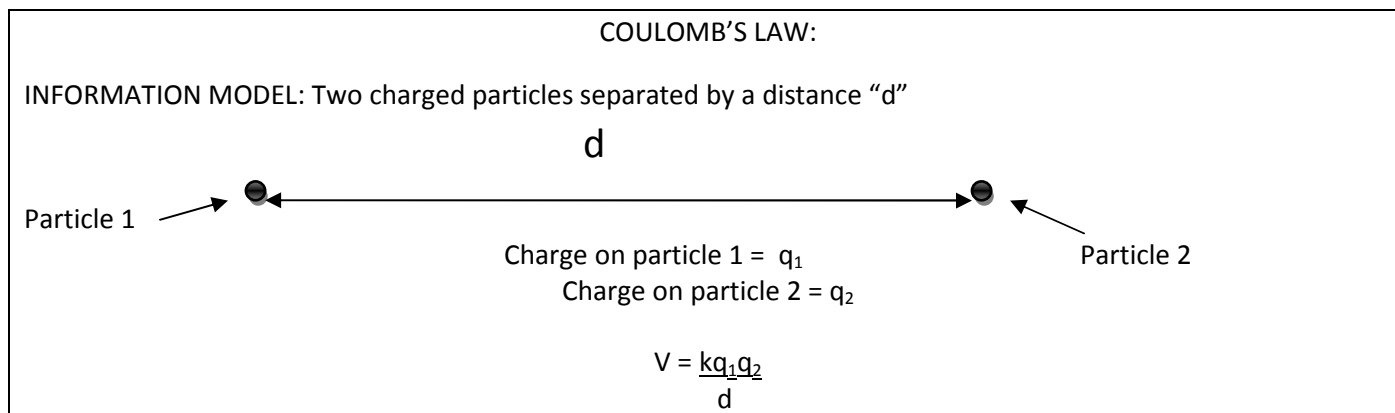 COULOMB’S LAW:
INFORMATION MODEL: Two charged particles separated by a distance “d”
d
Particle 1
Charge on particle 1 = q₁
Particle 2
Charge on particle 2 = q₂
V = kq₁q₂
d